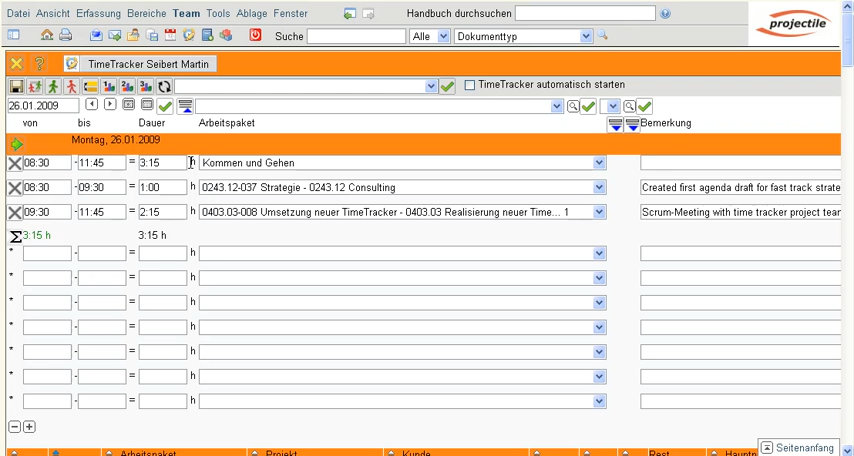 Datei Ansicht Erfassung Bereiche Team Tools Ablage Fenster Handbuch durchsuchen
projectile
Suche Alle Dokumenttyp
TimeTracker Seibert Martin
TimeTracker automatisch starten
26.01.2009
von bis Dauer Arbeitspaket Bemerkung
Montag, 26.01.2009
08:30 - 11:45 = 3:15 h Kommen und Gehen
08:30 - 09:30 = 1:00 h 0243.12-037 Strategie - 0243.12 Consulting Created first agenda draft for fast track strate
09:30 - 11:45 = 2:15 h 0403.03-008 Umsetzung neuer TimeTracker - 0403.03 Realisierung neuer Time... 1 Scrum-Meeting with time tracker project tean
Σ 3:15 h 3:15 h
* - = h
* - = h
* - = h
* - = h
* - = h
* - = h
* - = h
Seitenanfang
Arbeitspaket Projekt Kunde Rest